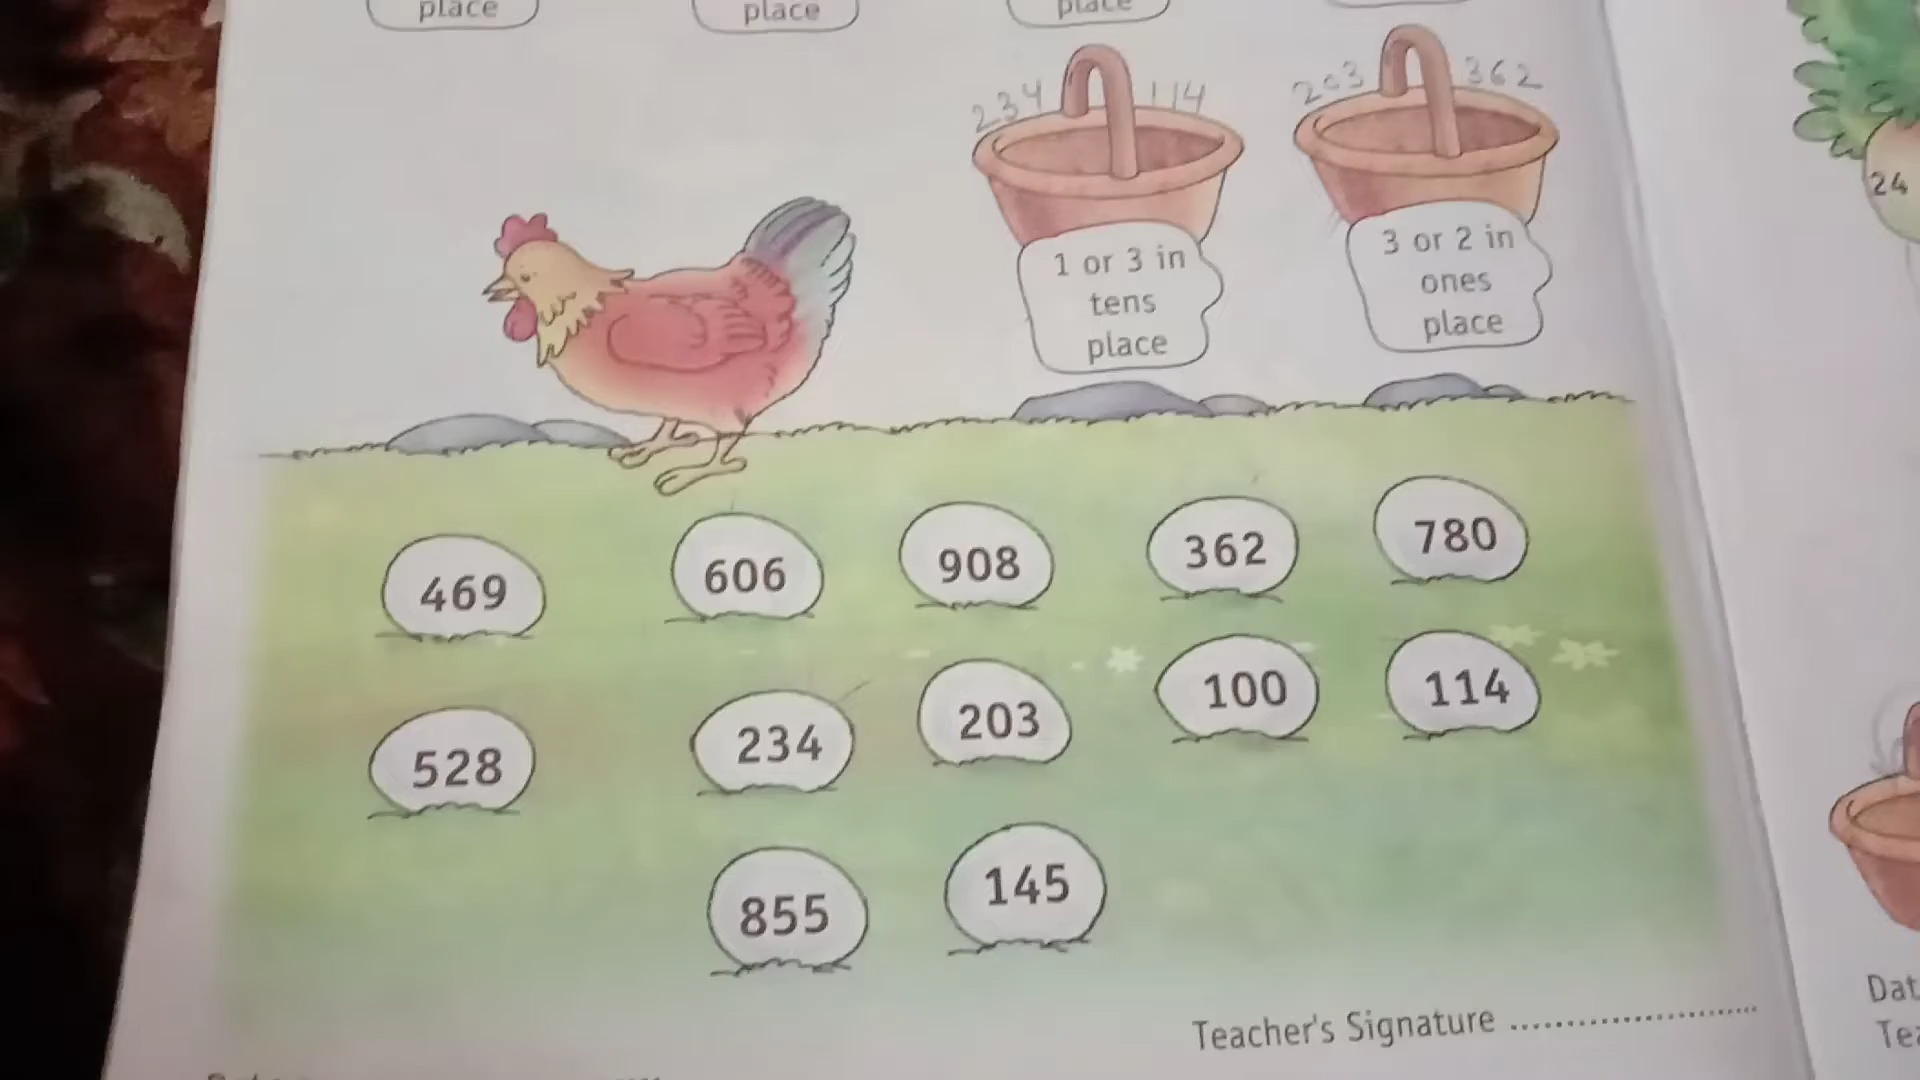 place
place
place
234 114
203 362
1 or 3 in
tens
place
3 or 2 in
ones
place
24
469
606
908
362
780
528
234
203
100
114
855
145
Teacher's Signature ........................
Dat
Tea